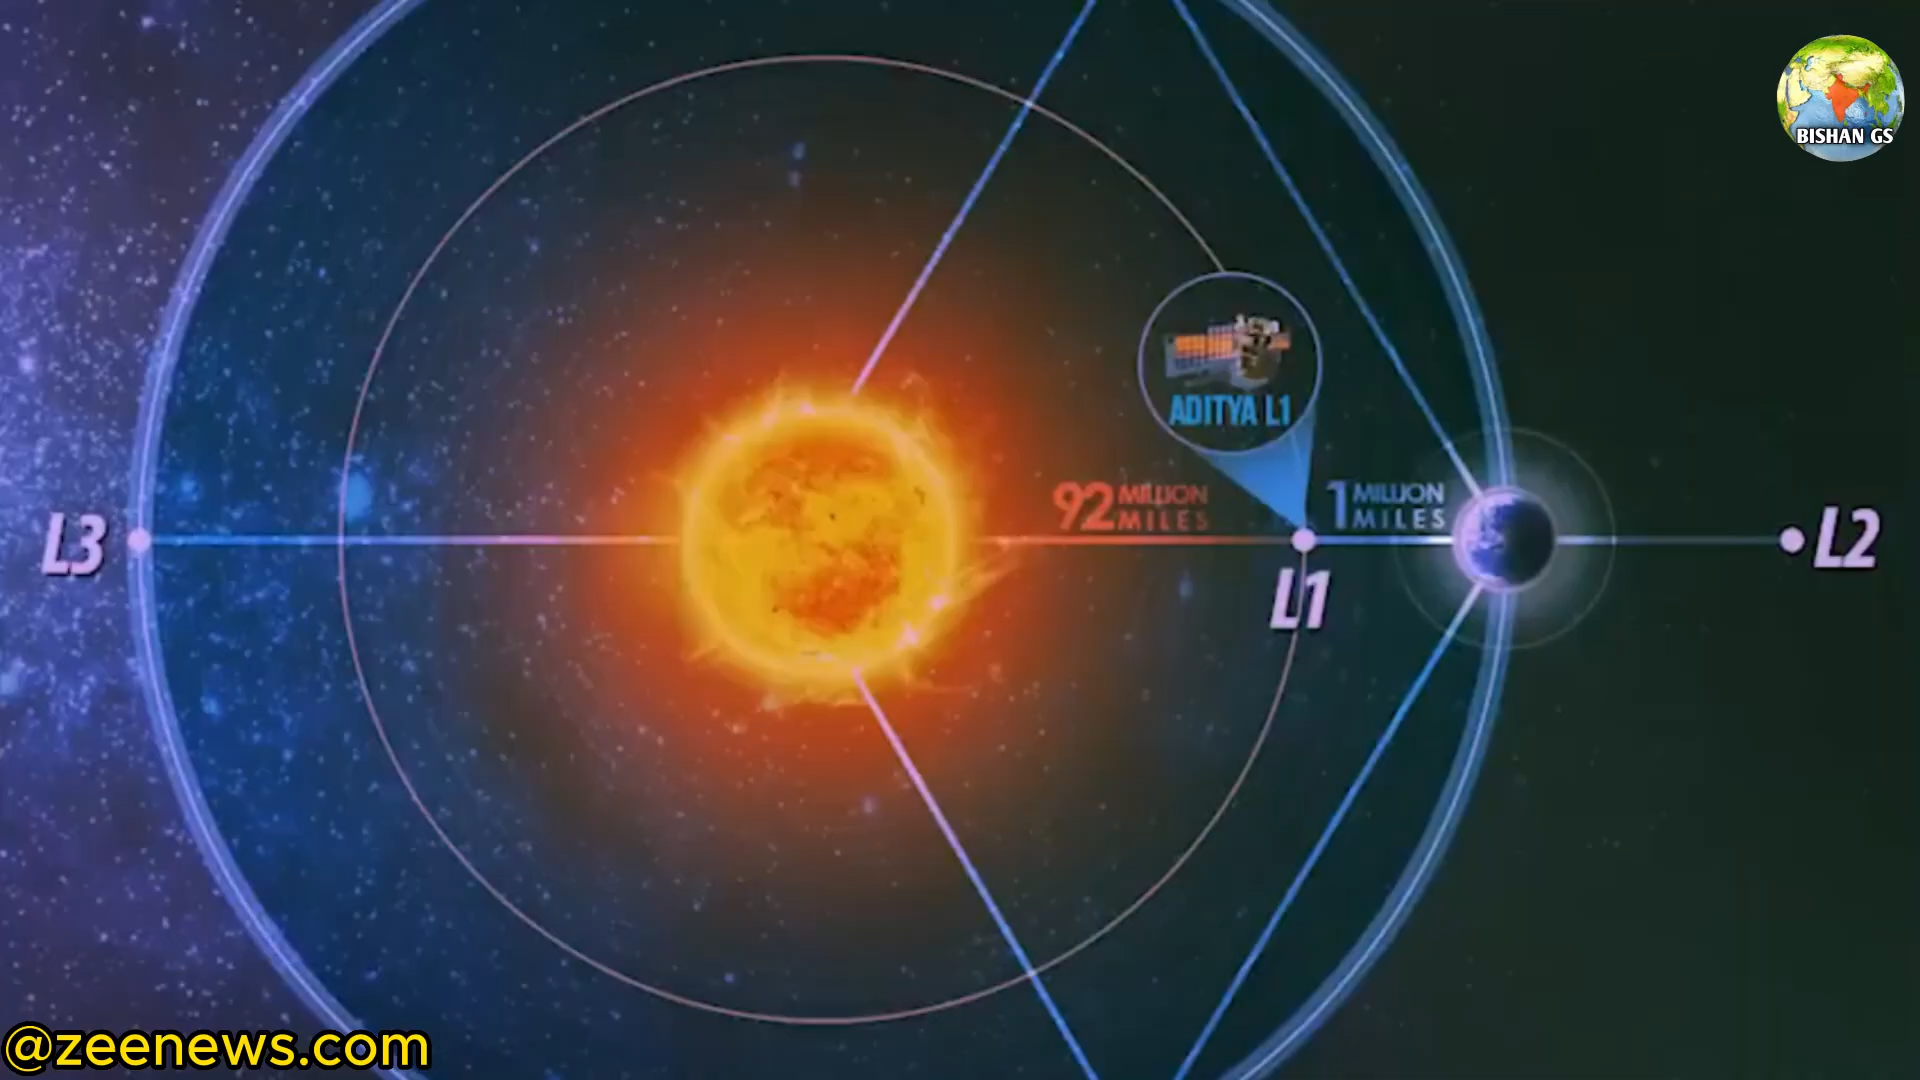 BISHAN GS
ADITYA L1
92 MILLION MILES
1 MILLION MILES
L3
L1
L2
@zeenews.com